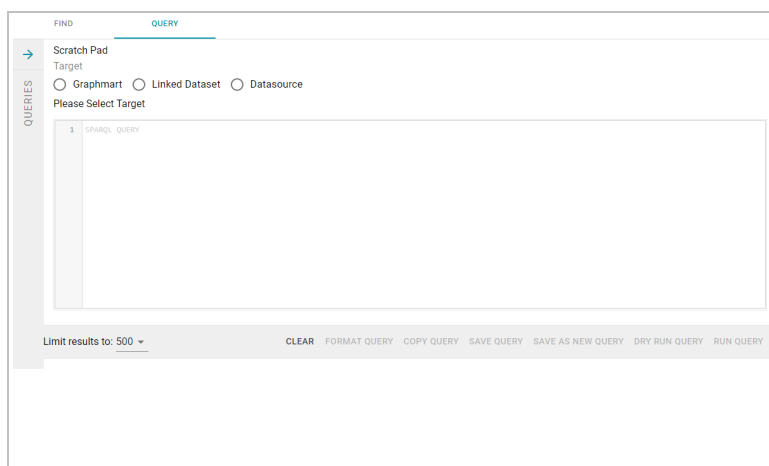 FIND QUERY
Scratch Pad
Target
Graphmart Linked Dataset Datasource
Please Select Target
QUERIES
1 SPARQL QUERY
Limit results to: 500 CLEAR FORMAT QUERY COPY QUERY SAVE QUERY SAVE AS NEW QUERY DRY RUN QUERY RUN QUERY